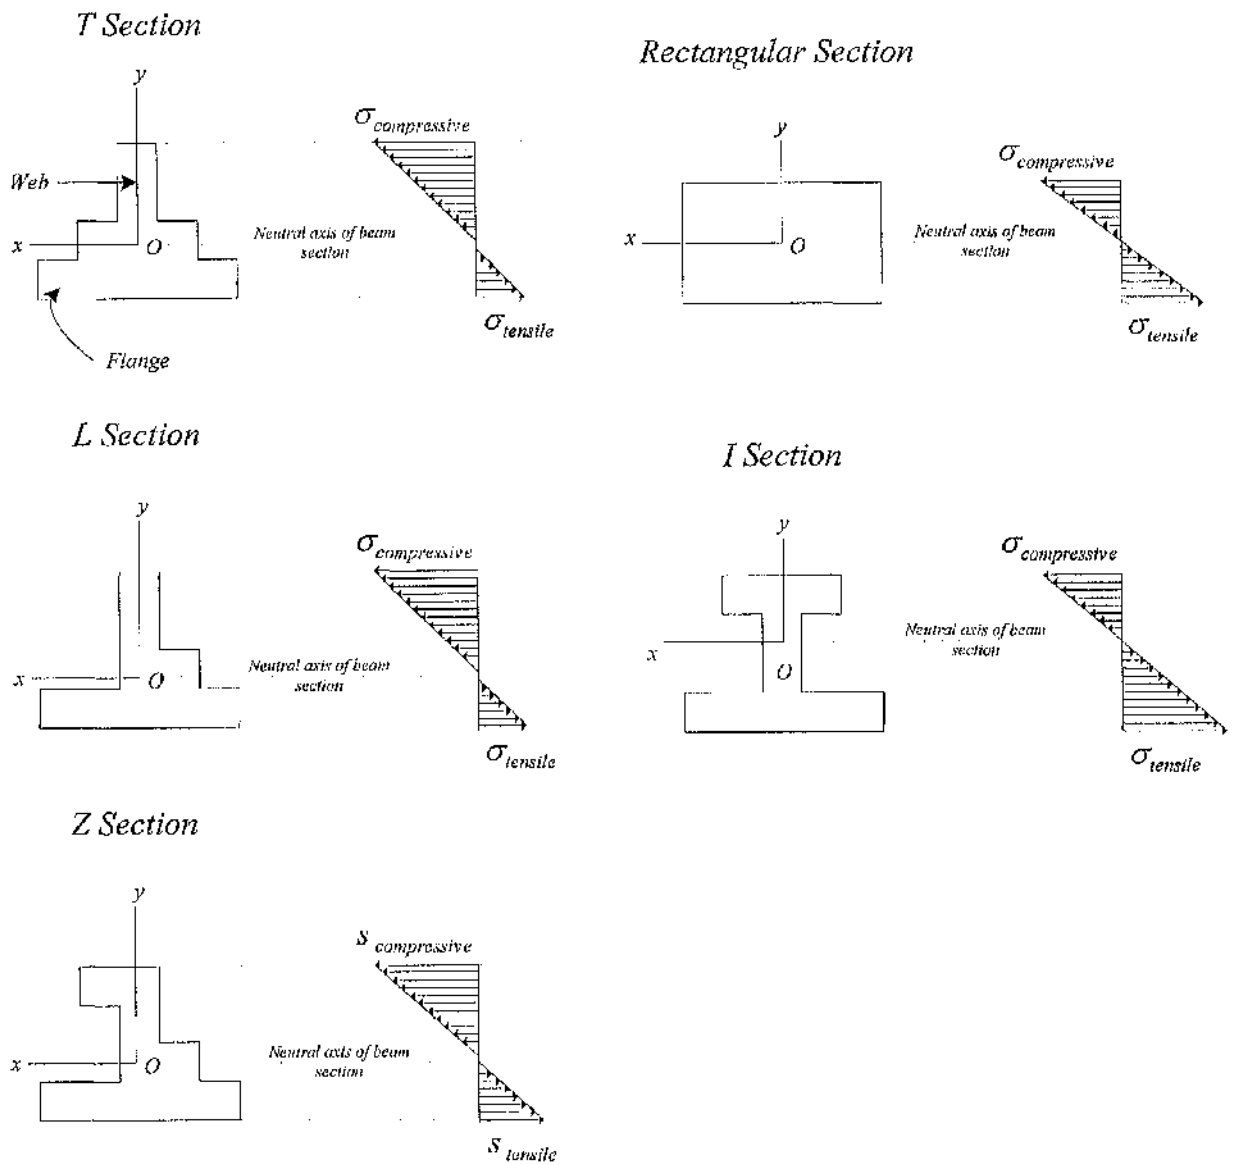 T Section
y
σcompressive
Web
x
O
Neutral axis of beam
section
σtensile
Flange
Rectangular Section
y
σcompressive
x
O
Neutral axis of beam
section
σtensile
L Section
y
σcompressive
x
O
Neutral axis of beam
section
σtensile
I Section
y
σcompressive
x
O
Neutral axis of beam
section
σtensile
Z Section
y
s compressive
x
O
Neutral axis of beam
section
s tensile